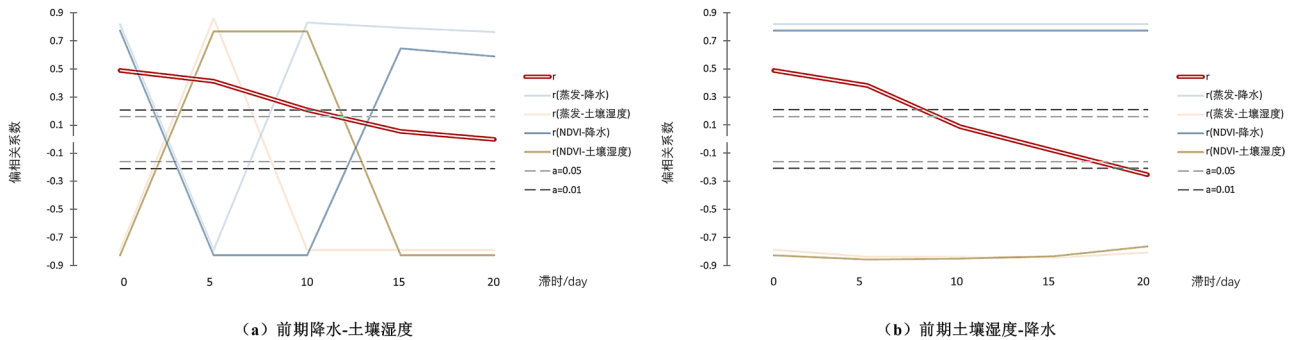 0.9
0.7
0.5
0.3
0.1
-0.1
-0.3
-0.5
-0.7
-0.9
偏相关系数
0 5 10 15 20 滞时/day
r
r(蒸发-降水)
r(蒸发-土壤湿度)
r(NDVI-降水)
r(NDVI-土壤湿度)
a=0.05
a=0.01
（a）前期降水-土壤湿度
0.9
0.7
0.5
0.3
0.1
-0.1
-0.3
-0.5
-0.7
-0.9
偏相关系数
0 5 10 15 20 滞时/day
r
r(蒸发-降水)
r(蒸发-土壤湿度)
r(NDVI-降水)
r(NDVI-土壤湿度)
a=0.05
a=0.01
（b）前期土壤湿度-降水